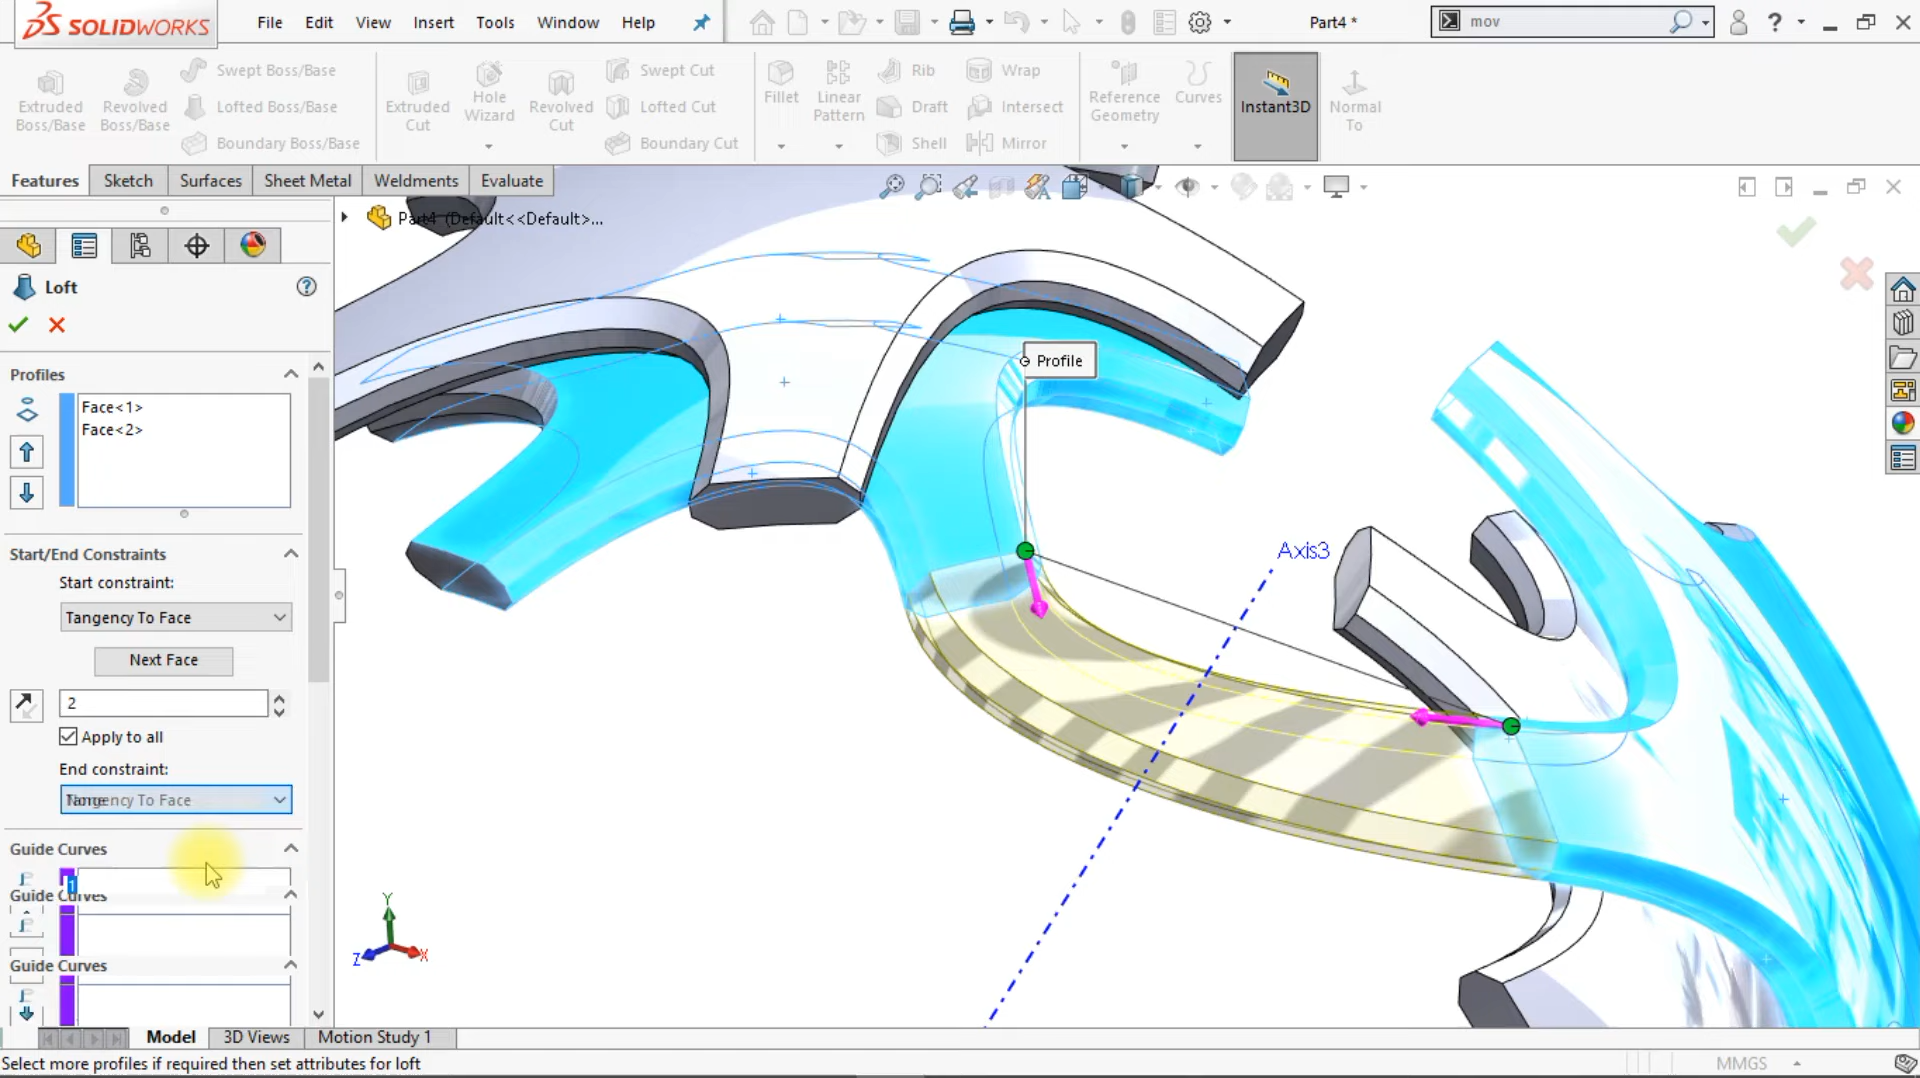 SOLIDWORKS
File Edit View Insert Tools Window Help
Part4 *
mov
Extruded Boss/Base
Revolved Boss/Base
Swept Boss/Base
Lofted Boss/Base
Boundary Boss/Base
Extruded Cut
Hole Wizard
Revolved Cut
Swept Cut
Lofted Cut
Boundary Cut
Fillet
Linear Pattern
Rib
Draft
Shell
Wrap
Intersect
Mirror
Reference Geometry
Curves
Instant3D
Normal To
Features Sketch Surfaces Sheet Metal Weldments Evaluate
Part4 (Default<<Default>...
Loft
Profiles
Face<1>
Face<2>
Start/End Constraints
Start constraint:
Tangency To Face
Next Face
2
Apply to all
End constraint:
Tangency To Face
Guide Curves
1
Guide Curves
Guide Curves
Profile
Axis3
Y
Z
X
Model 3D Views Motion Study 1
Select more profiles if required then set attributes for loft
MMGS